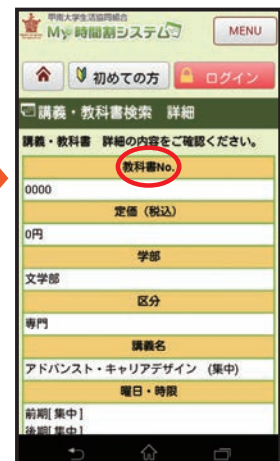 甲南大学生活協同組合
My時間割システム
MENU
初めての方
ログイン
講義・教科書検索 詳細
講義・教科書 詳細の内容をご確認ください。
教科書No.
0000
定価(税込)
0円
学部
文学部
区分
専門
講義名
アドバンスト・キャリアデザイン (集中)
曜日・時限
前期[集中]
後期[集中]